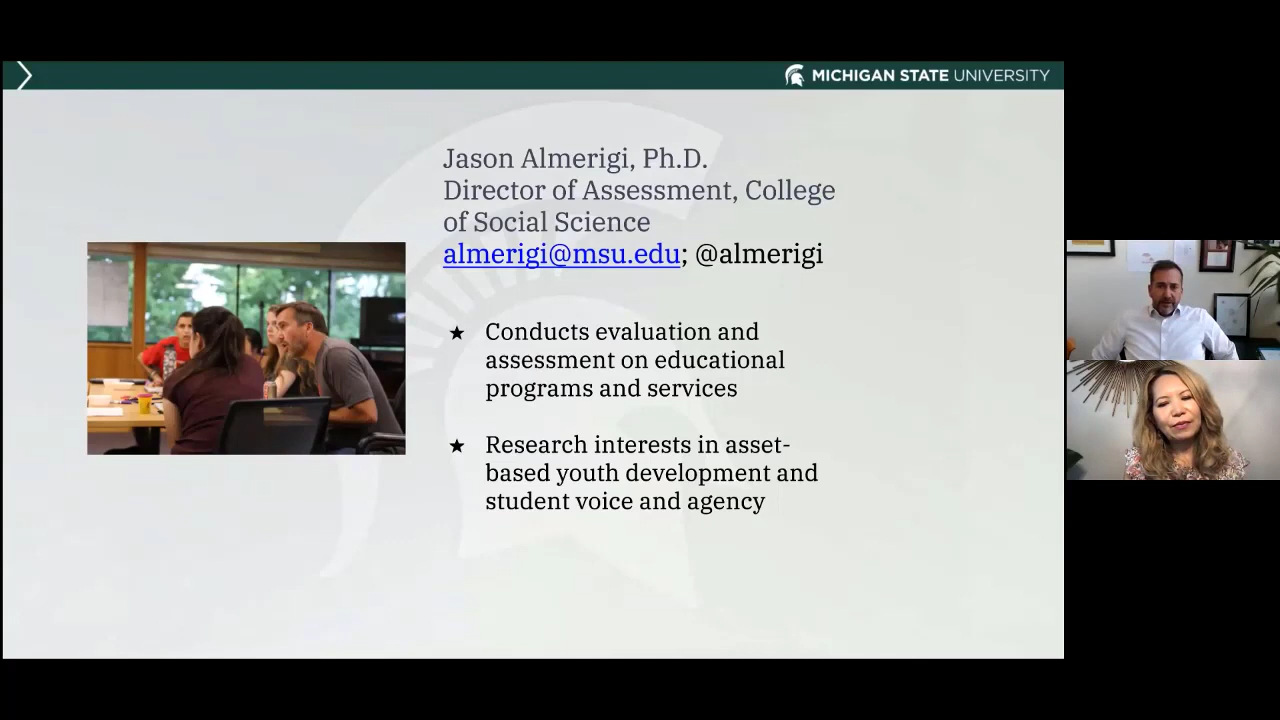 MICHIGAN STATE UNIVERSITY
Jason Almerigi, Ph.D.
Director of Assessment, College
of Social Science
almerigi@msu.edu; @almerigi
★ Conducts evaluation and
assessment on educational
programs and services
★ Research interests in asset-
based youth development and
student voice and agency